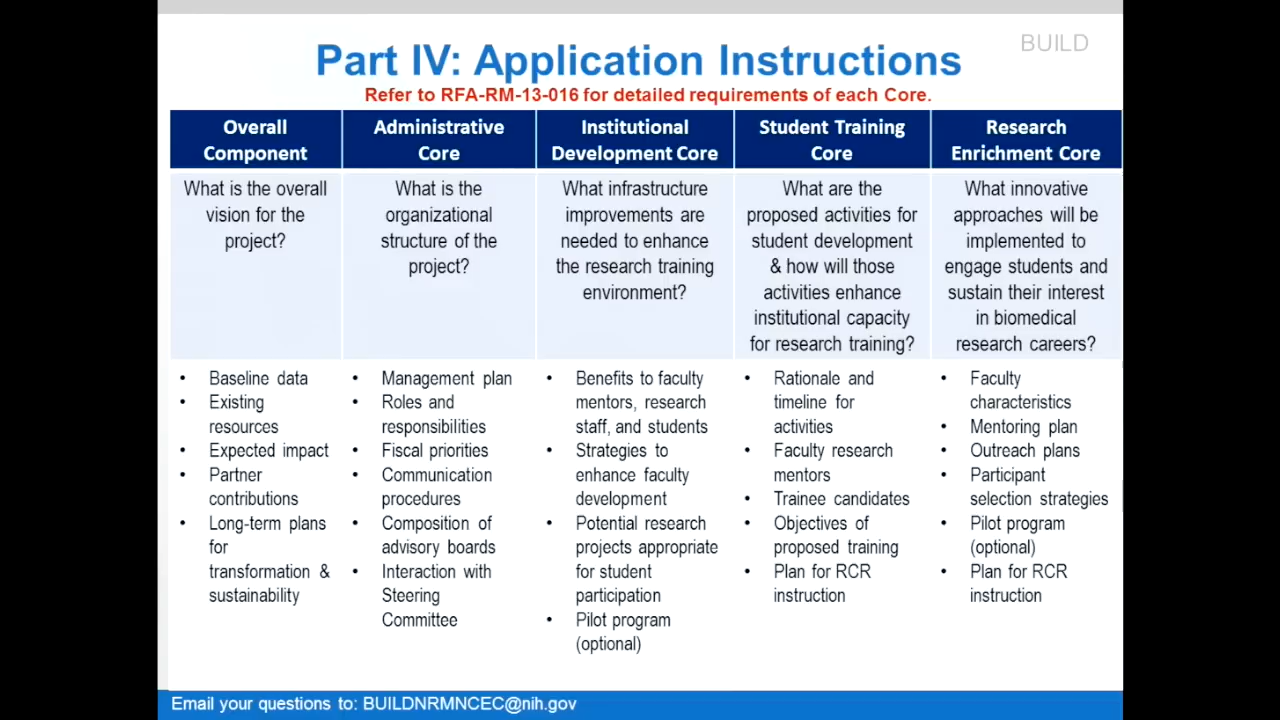 BUILD
Part IV: Application Instructions
Refer to RFA-RM-13-016 for detailed requirements of each Core.
Overall
Component
What is the overall
vision for the
project?
• Baseline data
• Existing
resources
• Expected impact
• Partner
contributions
• Long-term plans
for
transformation &
sustainability
Administrative
Core
What is the
organizational
structure of the
project?
• Management plan
• Roles and
responsibilities
• Fiscal priorities
• Communication
procedures
• Composition of
advisory boards
• Interaction with
Steering
Committee
Institutional
Development Core
What infrastructure
improvements are
needed to enhance
the research training
environment?
• Benefits to faculty
mentors, research
staff, and students
• Strategies to
enhance faculty
development
• Potential research
projects appropriate
for student
participation
• Pilot program
(optional)
Student Training
Core
What are the
proposed activities for
student development
& how will those
activities enhance
institutional capacity
for research training?
• Rationale and
timeline for
activities
• Faculty research
mentors
• Trainee candidates
• Objectives of
proposed training
• Plan for RCR
instruction
Research
Enrichment Core
What innovative
approaches will be
implemented to
engage students and
sustain their interest
in biomedical
research careers?
• Faculty
characteristics
• Mentoring plan
• Outreach plans
• Participant
selection strategies
• Pilot program
(optional)
• Plan for RCR
instruction
Email your questions to: BUILDNRMNCEC@nih.gov